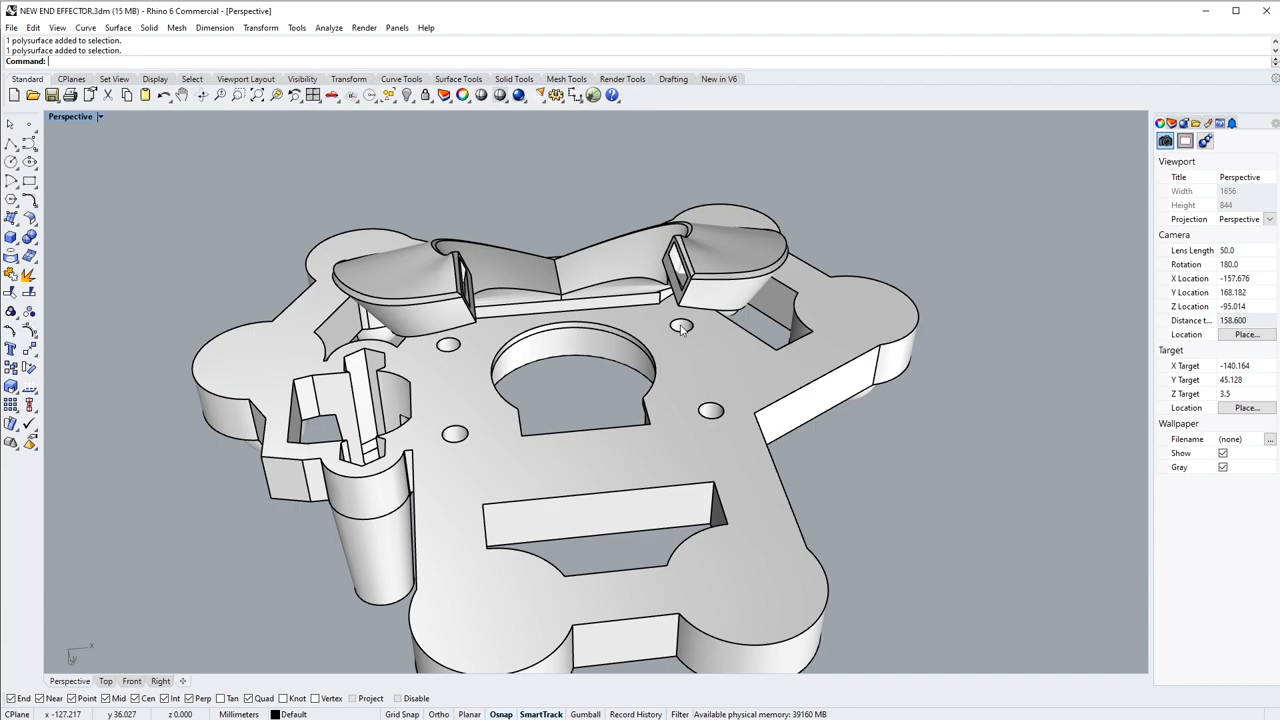 NEW END EFFECTOR.3dm (15 MB) - Rhino 6 Commercial - [Perspective]
File Edit View Curve Surface Solid Mesh Dimension Transform Tools Analyze Render Panels Help
1 polysurface added to selection.
1 polysurface added to selection.
Command:
Standard CPlanes Set View Display Select Viewport Layout Visibility Transform Curve Tools Surface Tools Solid Tools Mesh Tools Render Tools Drafting New in V6
Perspective
Viewport
Title Perspective
Width 1656
Height 844
Projection Perspective
Camera
Lens Length 50.0
Rotation 180.0
X Location -157.676
Y Location 168.182
Z Location -95.014
Distance t... 158.600
Location Place...
Target
X Target -140.164
Y Target 45.128
Z Target 3.5
Location Place...
Wallpaper
Filename (none) ...
Show
Gray
x
y
Perspective Top Front Right
End Near Point Mid Cen Int Perp Tan Quad Knot Vertex Project Disable
CPlane x -127.217 y 36.027 z 0.000 Millimeters Default Grid Snap Ortho Planar Osnap SmartTrack Gumball Record History Filter Available physical memory: 39160 MB